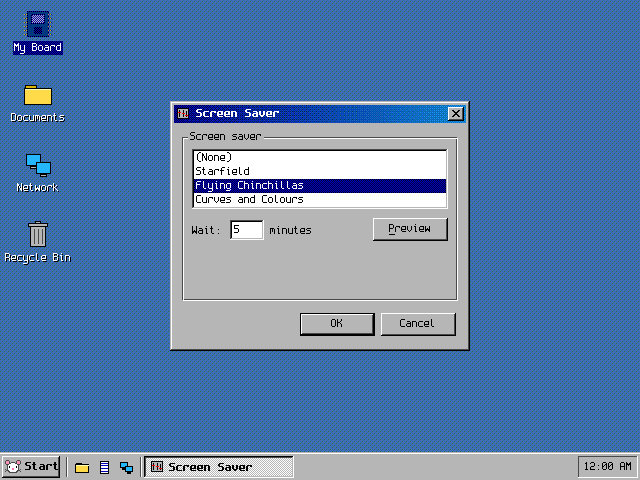 My Board
Documents
Network
Recycle Bin
Screen Saver
Screen saver
(None)
Starfield
Flying Chinchillas
Curves and Colours
Wait: 5 minutes
Preview
OK
Cancel
Start
Screen Saver
12:00 AM